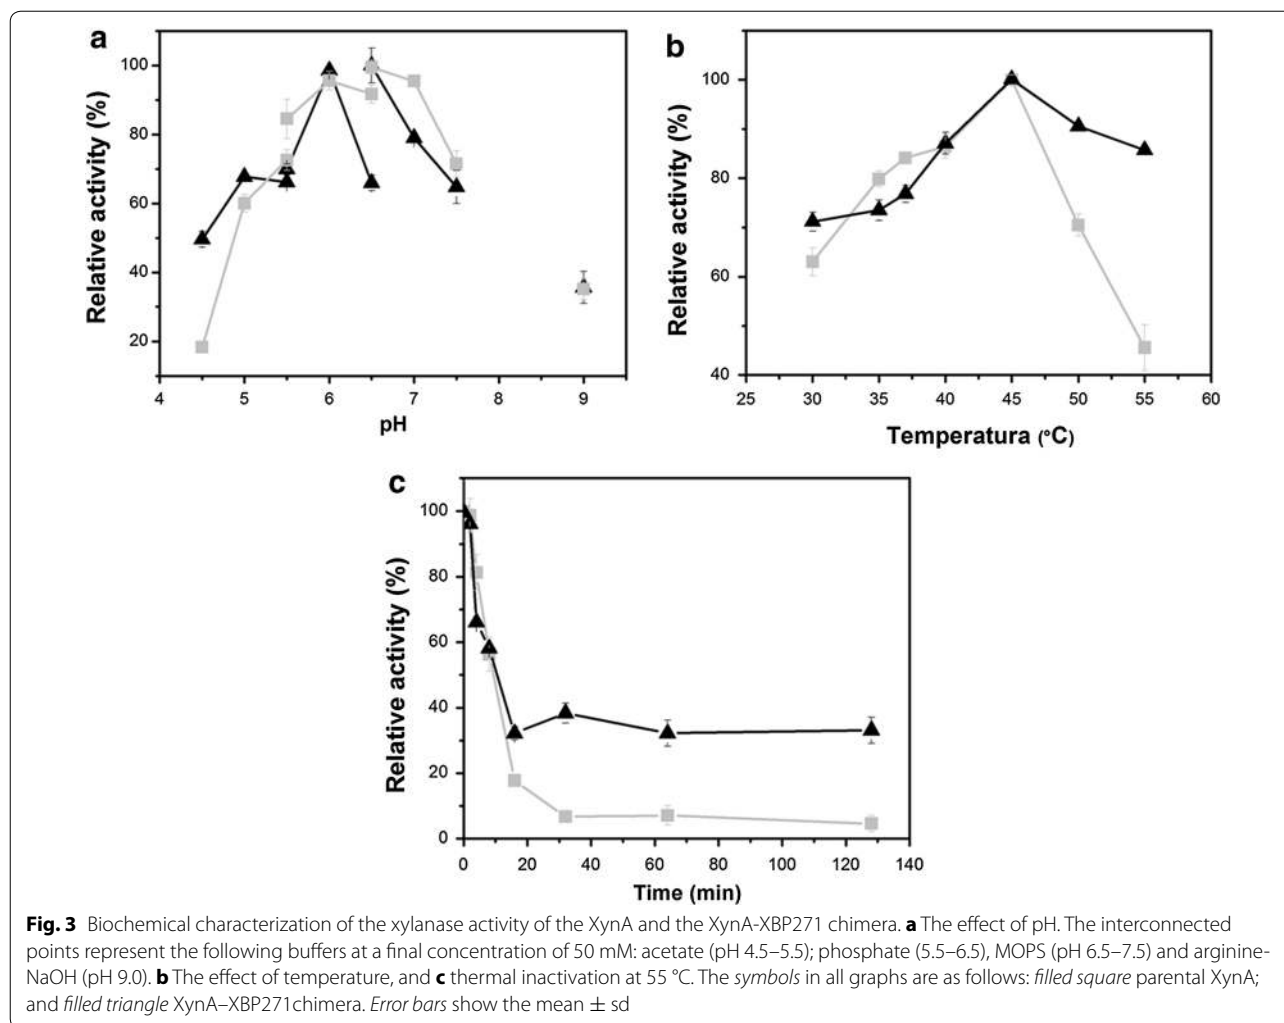 a
Relative activity (%)
100
80
60
40
20
4 5 6 7 8 9
pH
b
Relative activity (%)
100
80
60
40
25 30 35 40 45 50 55 60
Temperatura (°C)
c
Relative activity (%)
100
80
60
40
20
0
0 20 40 60 80 100 120 140
Time (min)
Fig. 3 Biochemical characterization of the xylanase activity of the XynA and the XynA-XBP271 chimera. a The effect of pH. The interconnected
points represent the following buffers at a final concentration of 50 mM: acetate (pH 4.5–5.5); phosphate (5.5–6.5), MOPS (pH 6.5–7.5) and arginine-
NaOH (pH 9.0). b The effect of temperature, and c thermal inactivation at 55 °C. The symbols in all graphs are as follows: filled square parental XynA;
and filled triangle XynA–XBP271chimera. Error bars show the mean ± sd